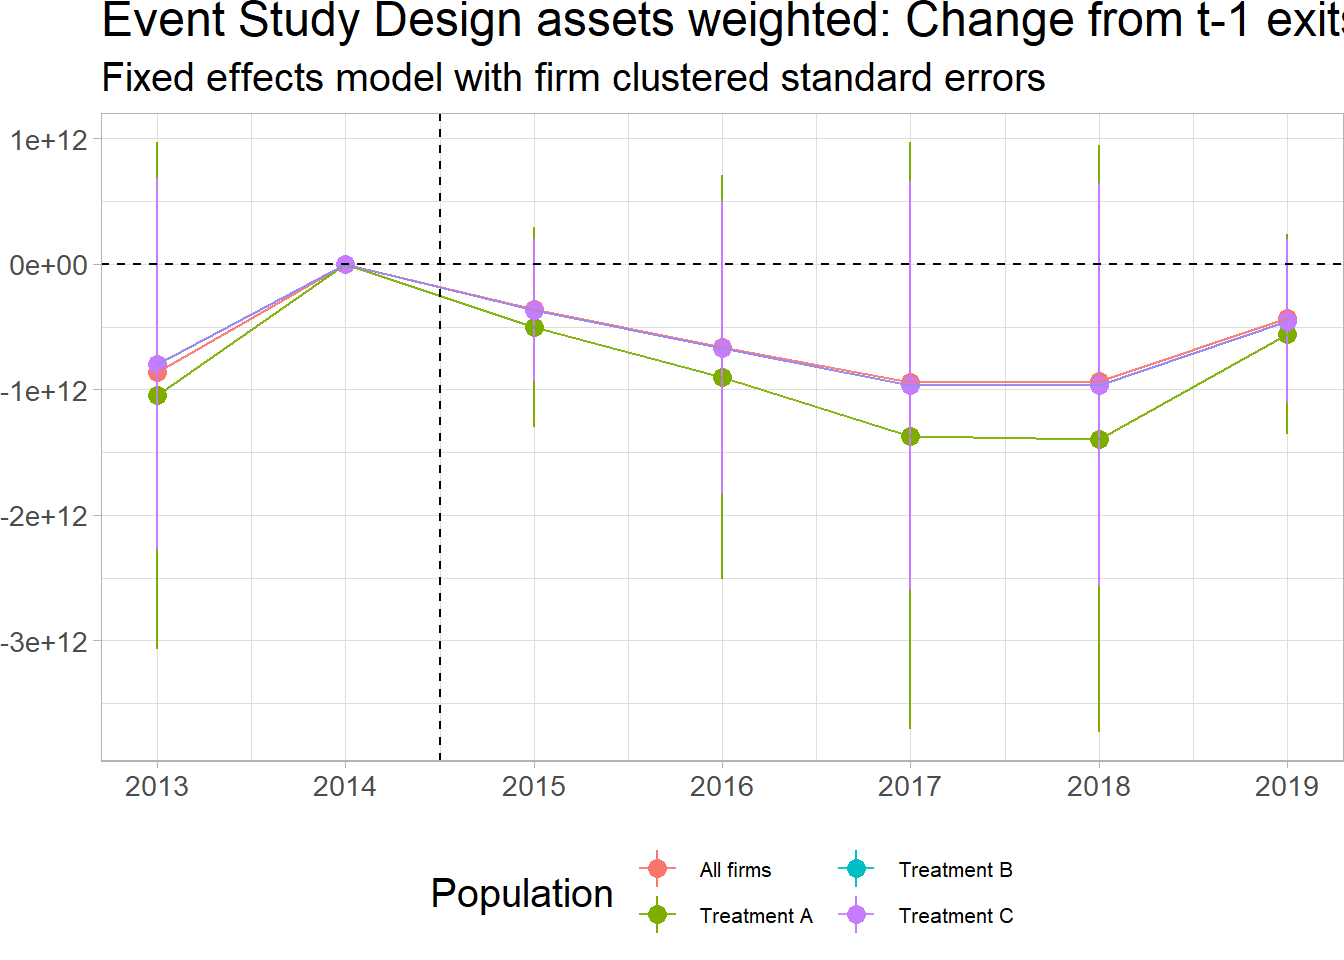 Event Study Design assets weighted: Change from t-1 exits
Fixed effects model with firm clustered standard errors
1e+12
0e+00
-1e+12
-2e+12
-3e+12
2013 2014 2015 2016 2017 2018 2019
Population
All firms
Treatment A
Treatment B
Treatment C